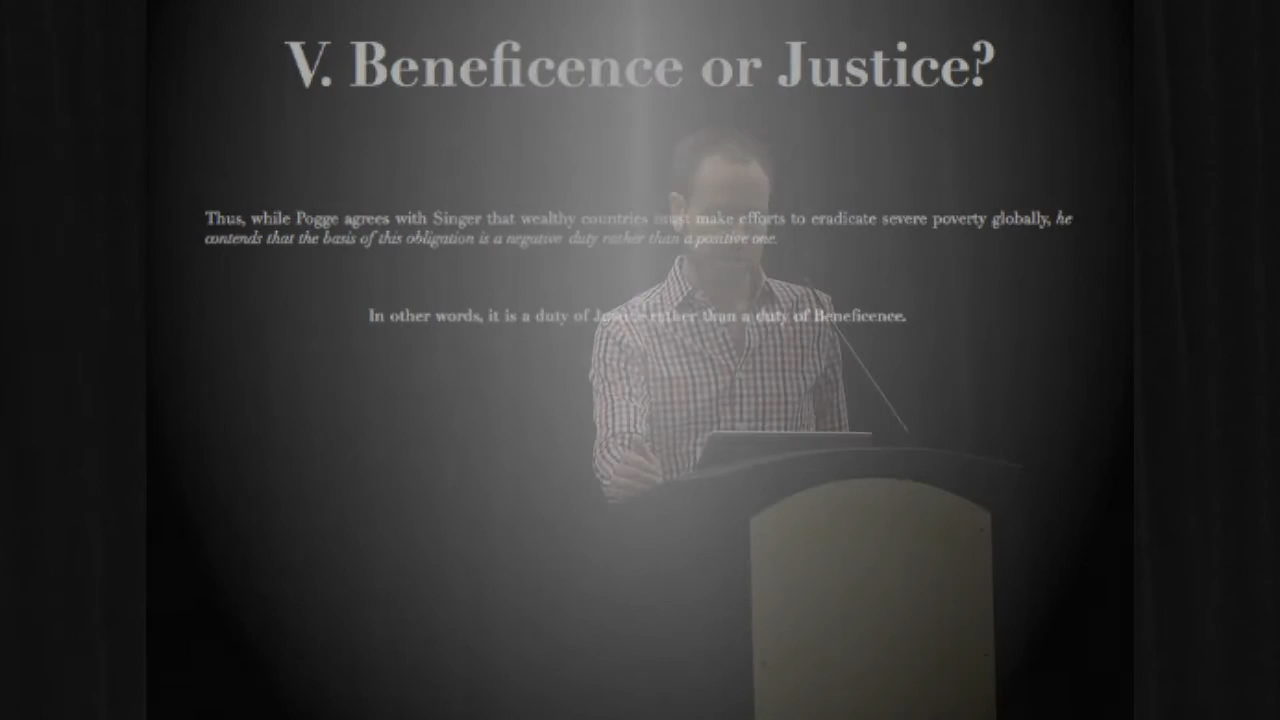 V. Beneficence or Justice?
Thus, while Pogge agrees with Singer that wealthy countries must make efforts to eradicate severe poverty globally, he
contends that the basis of this obligation is a negative duty rather than a positive one.
In other words, it is a duty of Justice rather than a duty of Beneficence.